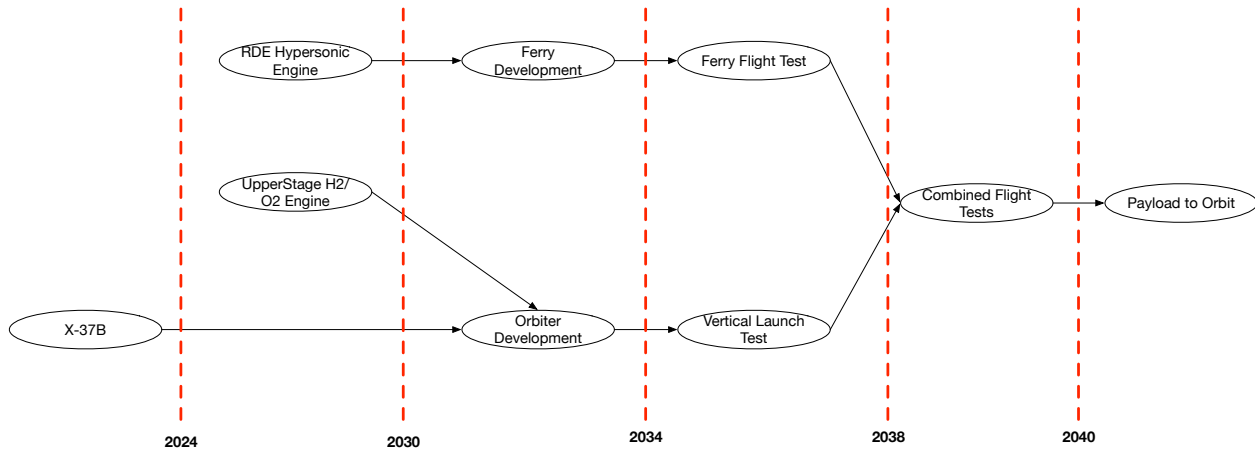 RDE Hypersonic
Engine
Ferry
Development
Ferry Flight Test
UpperStage H2/
O2 Engine
Combined Flight
Tests
Payload to Orbit
X-37B
Orbiter
Development
Vertical Launch
Test
2024
2030
2034
2038
2040